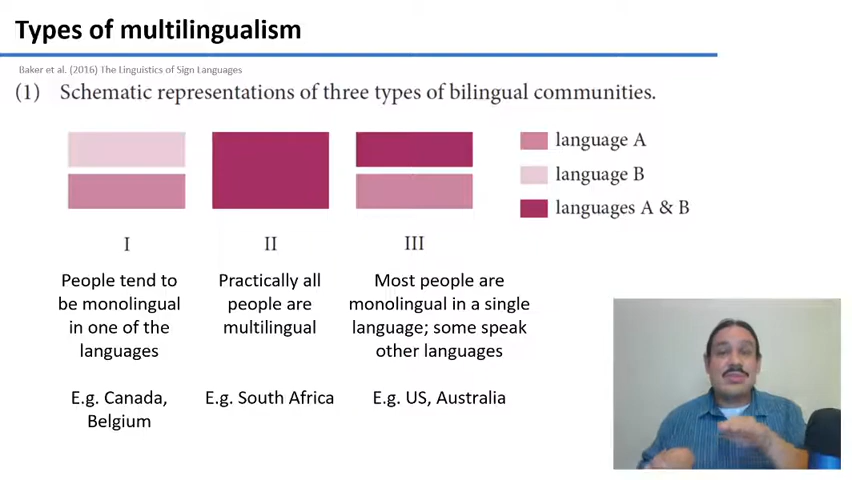 Types of multilingualism
Baker et al. (2016) The Linguistics of Sign Languages
(1) Schematic representations of three types of bilingual communities.
language A
language B
languages A & B
I
II
III
People tend to
be monolingual
in one of the
languages
Practically all
people are
multilingual
Most people are
monolingual in a single
language; some speak
other languages
E.g. Canada,
Belgium
E.g. South Africa
E.g. US, Australia